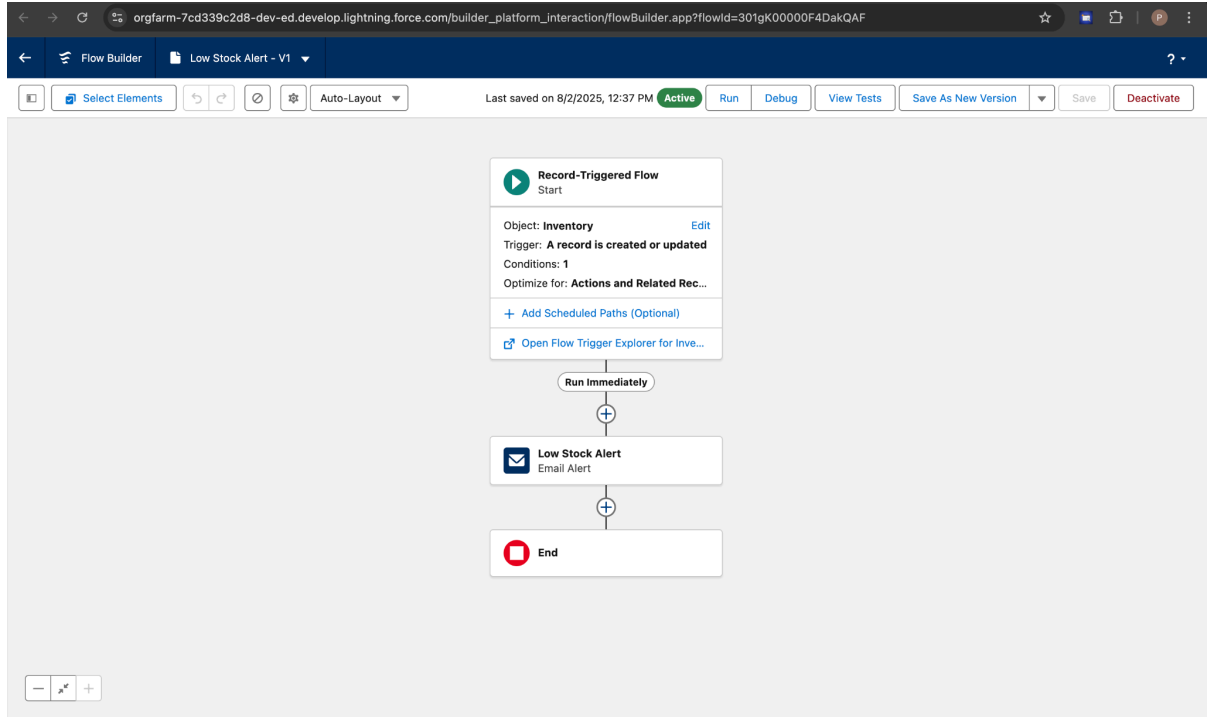 orgfarm-7cd339c2d8-dev-ed.develop.lightning.force.com/builder_platform_interaction/flowBuilder.app?flowId=301gK00000F4DakQAF
P
Flow Builder
Low Stock Alert - V1
?
Select Elements
Auto-Layout
Last saved on 8/2/2025, 12:37 PM Active
Run
Debug
View Tests
Save As New Version
Save
Deactivate
Record-Triggered Flow
Start
Object: Inventory Edit
Trigger: A record is created or updated
Conditions: 1
Optimize for: Actions and Related Rec...
+ Add Scheduled Paths (Optional)
Open Flow Trigger Explorer for Inve...
Run Immediately
Low Stock Alert
Email Alert
End